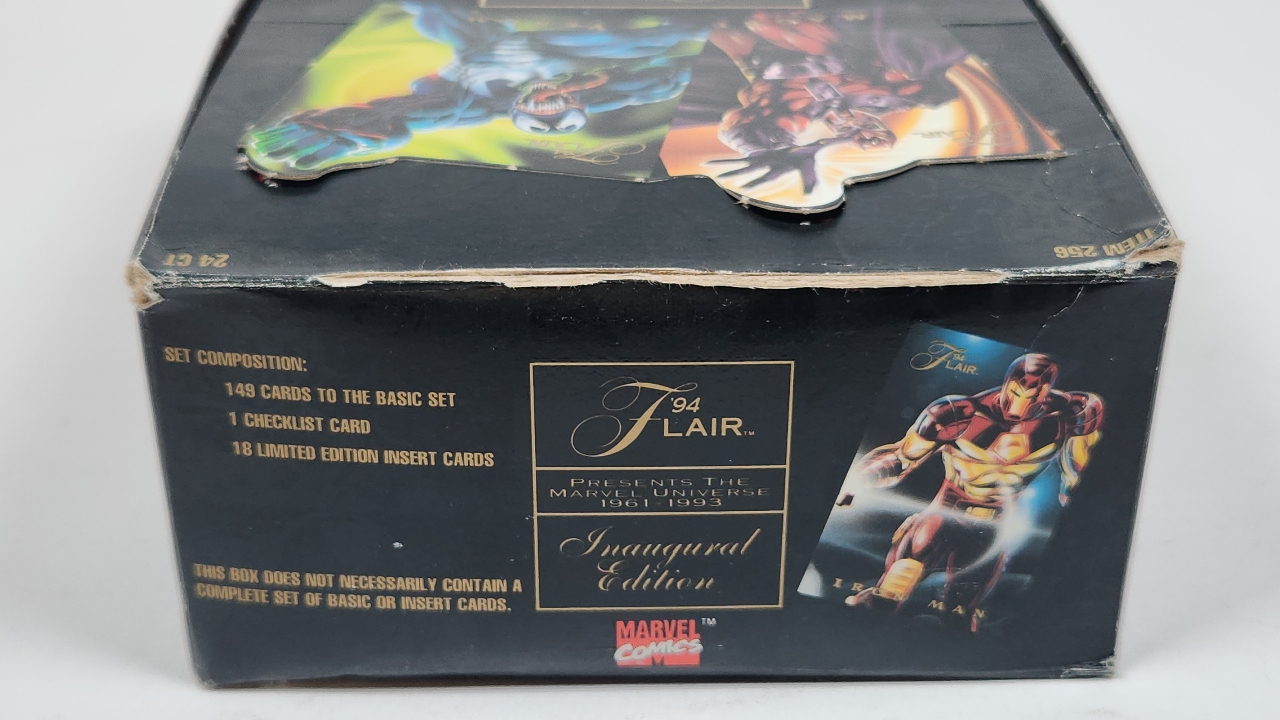 24 CT
ITEM 256
SET COMPOSITION:
149 CARDS TO THE BASIC SET
1 CHECKLIST CARD
18 LIMITED EDITION INSERT CARDS
THIS BOX DOES NOT NECESSARILY CONTAIN A
COMPLETE SET OF BASIC OR INSERT CARDS.
'94
FLAIR™
PRESENTS THE
MARVEL UNIVERSE
1961-1993
Inaugural
Edition
MARVEL™
COMICS
'94
FLAIR
IRON MAN